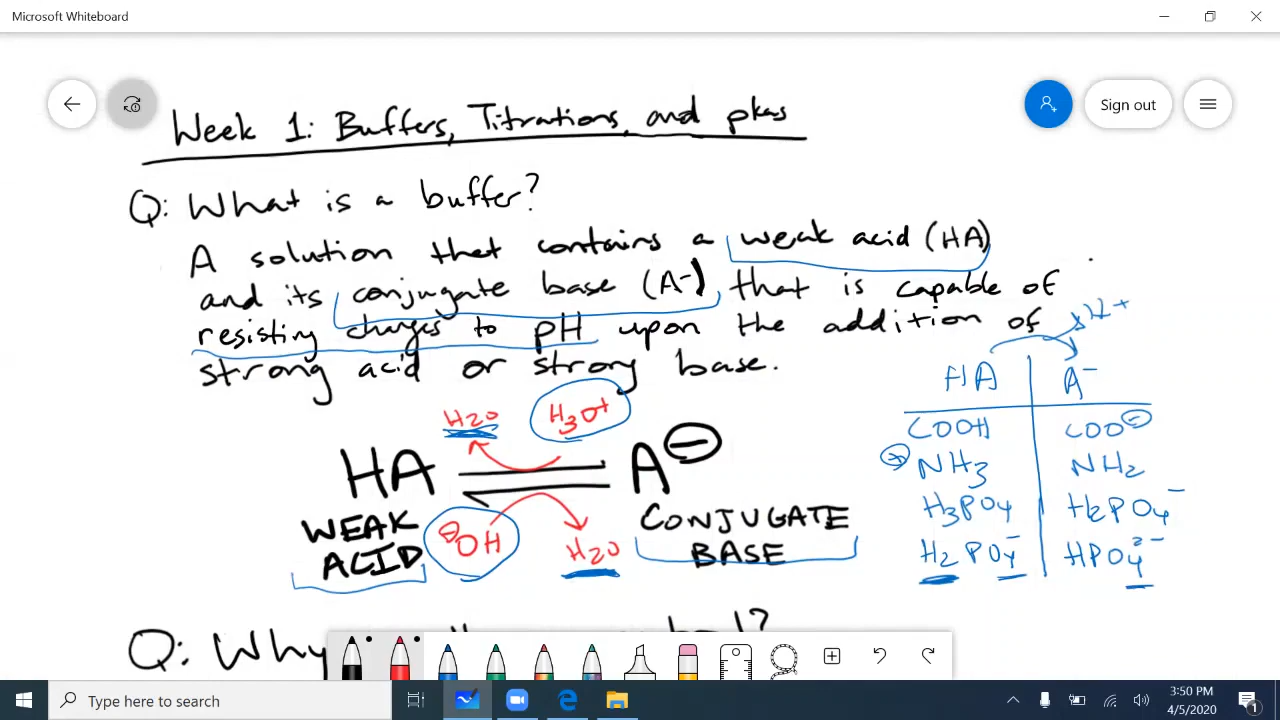 Microsoft Whiteboard
Sign out
Week 1: Buffers, Titrations, and pkas
Q: What is a buffer?
A solution that contains a weak acid (HA)
and its conjugate base (A-) that is capable of
resisting changes to pH upon the addition of
strong acid or strong base.
H+
HA A-
COOH COO⊖
⊕NH3 NH2
H3PO4 H2PO4-
H2PO4- HPO4 2-
H2O H3O+
HA A⊖
WEAK ACID
⊖OH H2O
CONJUGATE BASE
Q: Why
Type here to search
3:50 PM
4/5/2020
1